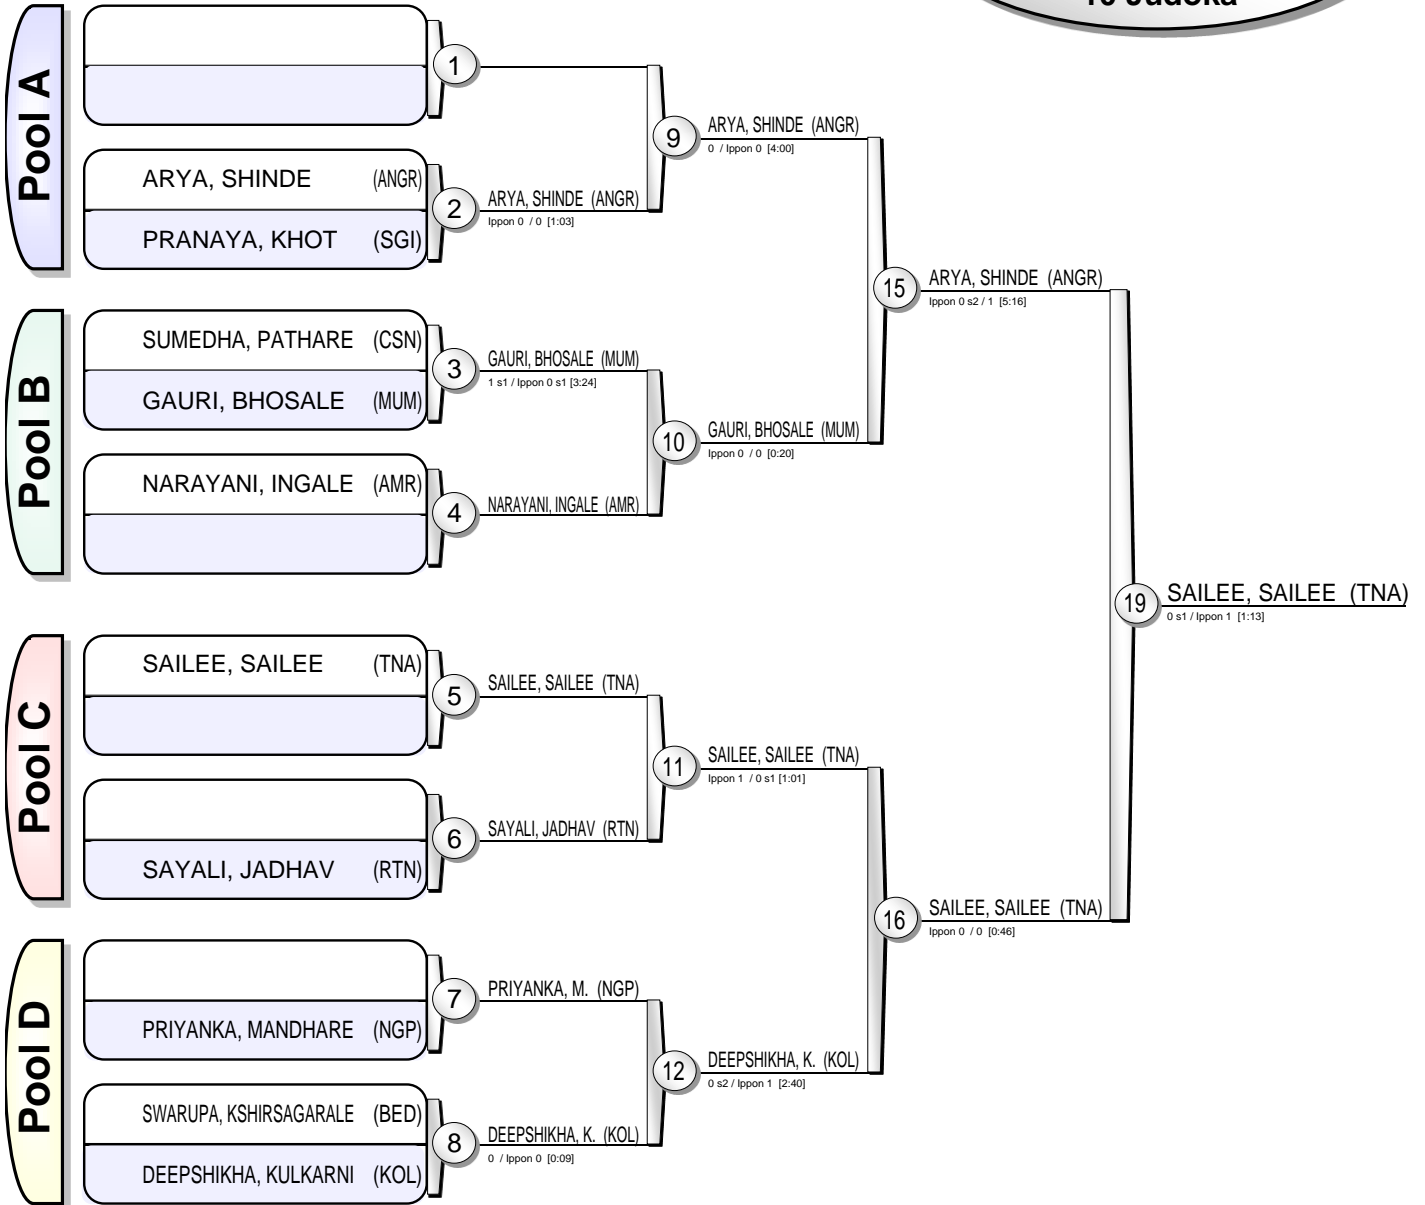 10 Judoka
Pool A
1
ARYA, SHINDE (ANGR)
PRANAYA, KHOT (SGI)
2
ARYA, SHINDE (ANGR)
Ippon 0 / 0 [1:03]
9
ARYA, SHINDE (ANGR)
0 / Ippon 0 [4:00]
Pool B
SUMEDHA, PATHARE (CSN)
GAURI, BHOSALE (MUM)
3
GAURI, BHOSALE (MUM)
1 s1 / Ippon 0 s1 [3:24]
NARAYANI, INGALE (AMR)
4
NARAYANI, INGALE (AMR)
10
GAURI, BHOSALE (MUM)
Ippon 0 / 0 [0:20]
15
ARYA, SHINDE (ANGR)
Ippon 0 s2 / 1 [5:16]
Pool C
SAILEE, SAILEE (TNA)
5
SAILEE, SAILEE (TNA)
SAYALI, JADHAV (RTN)
6
SAYALI, JADHAV (RTN)
11
SAILEE, SAILEE (TNA)
Ippon 1 / 0 s1 [1:01]
Pool D
PRIYANKA, MANDHARE (NGP)
7
PRIYANKA, M. (NGP)
SWARUPA, KSHIRSAGARALE (BED)
DEEPSHIKHA, KULKARNI (KOL)
8
DEEPSHIKHA, K. (KOL)
0 / Ippon 0 [0:09]
12
DEEPSHIKHA, K. (KOL)
0 s2 / Ippon 1 [2:40]
16
SAILEE, SAILEE (TNA)
Ippon 0 / 0 [0:46]
19
SAILEE, SAILEE (TNA)
0 s1 / Ippon 1 [1:13]